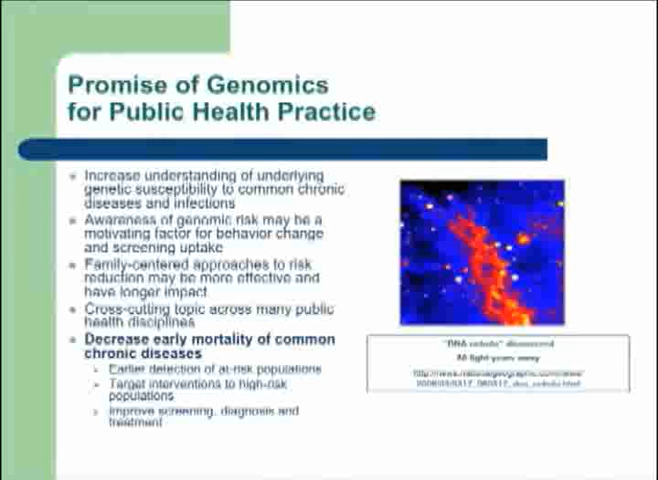 Promise of Genomics
for Public Health Practice
Increase understanding of underlying
genetic susceptibility to common chronic
diseases and infections
Awareness of genomic risk may be a
motivating factor for behavior change
and screening uptake
Family-centered approaches to risk
reduction may be more effective and
have longer impact
Cross-cutting topic across many public
health disciplines
Decrease early mortality of common
chronic diseases
Earlier detection of at-risk populations
Target interventions to high-risk
populations
Improve screening, diagnosis and
treatment
"DNA nebula" discovered
light-years away